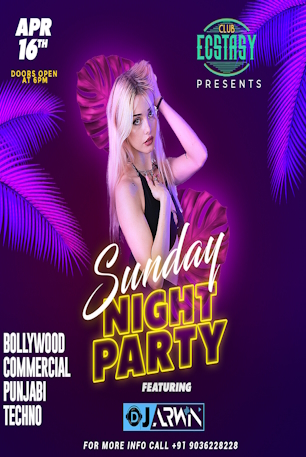 APR
16TH
DOORS OPEN
AT 6PM
CLUB
ECSTASY
PRESENTS
Sunday
NIGHT
PARTY
FEATURING
BOLLYWOOD
COMMERCIAL
PUNJABI
TECHNO
DJ ARWIN
FOR MORE INFO CALL +91 9036228228